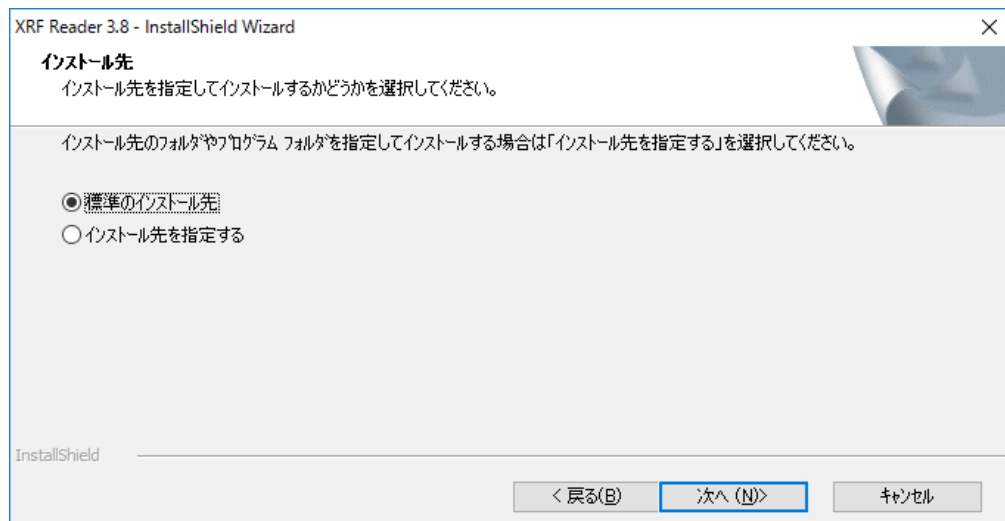 XRF Reader 3.8 - InstallShield Wizard
インストール先
インストール先を指定してインストールするかどうかを選択してください。
インストール先のフォルダやプログラム フォルダを指定してインストールする場合は「インストール先を指定する」を選択してください。
標準のインストール先
インストール先を指定する
InstallShield
< 戻る(B)
次へ (N)>
キャンセル